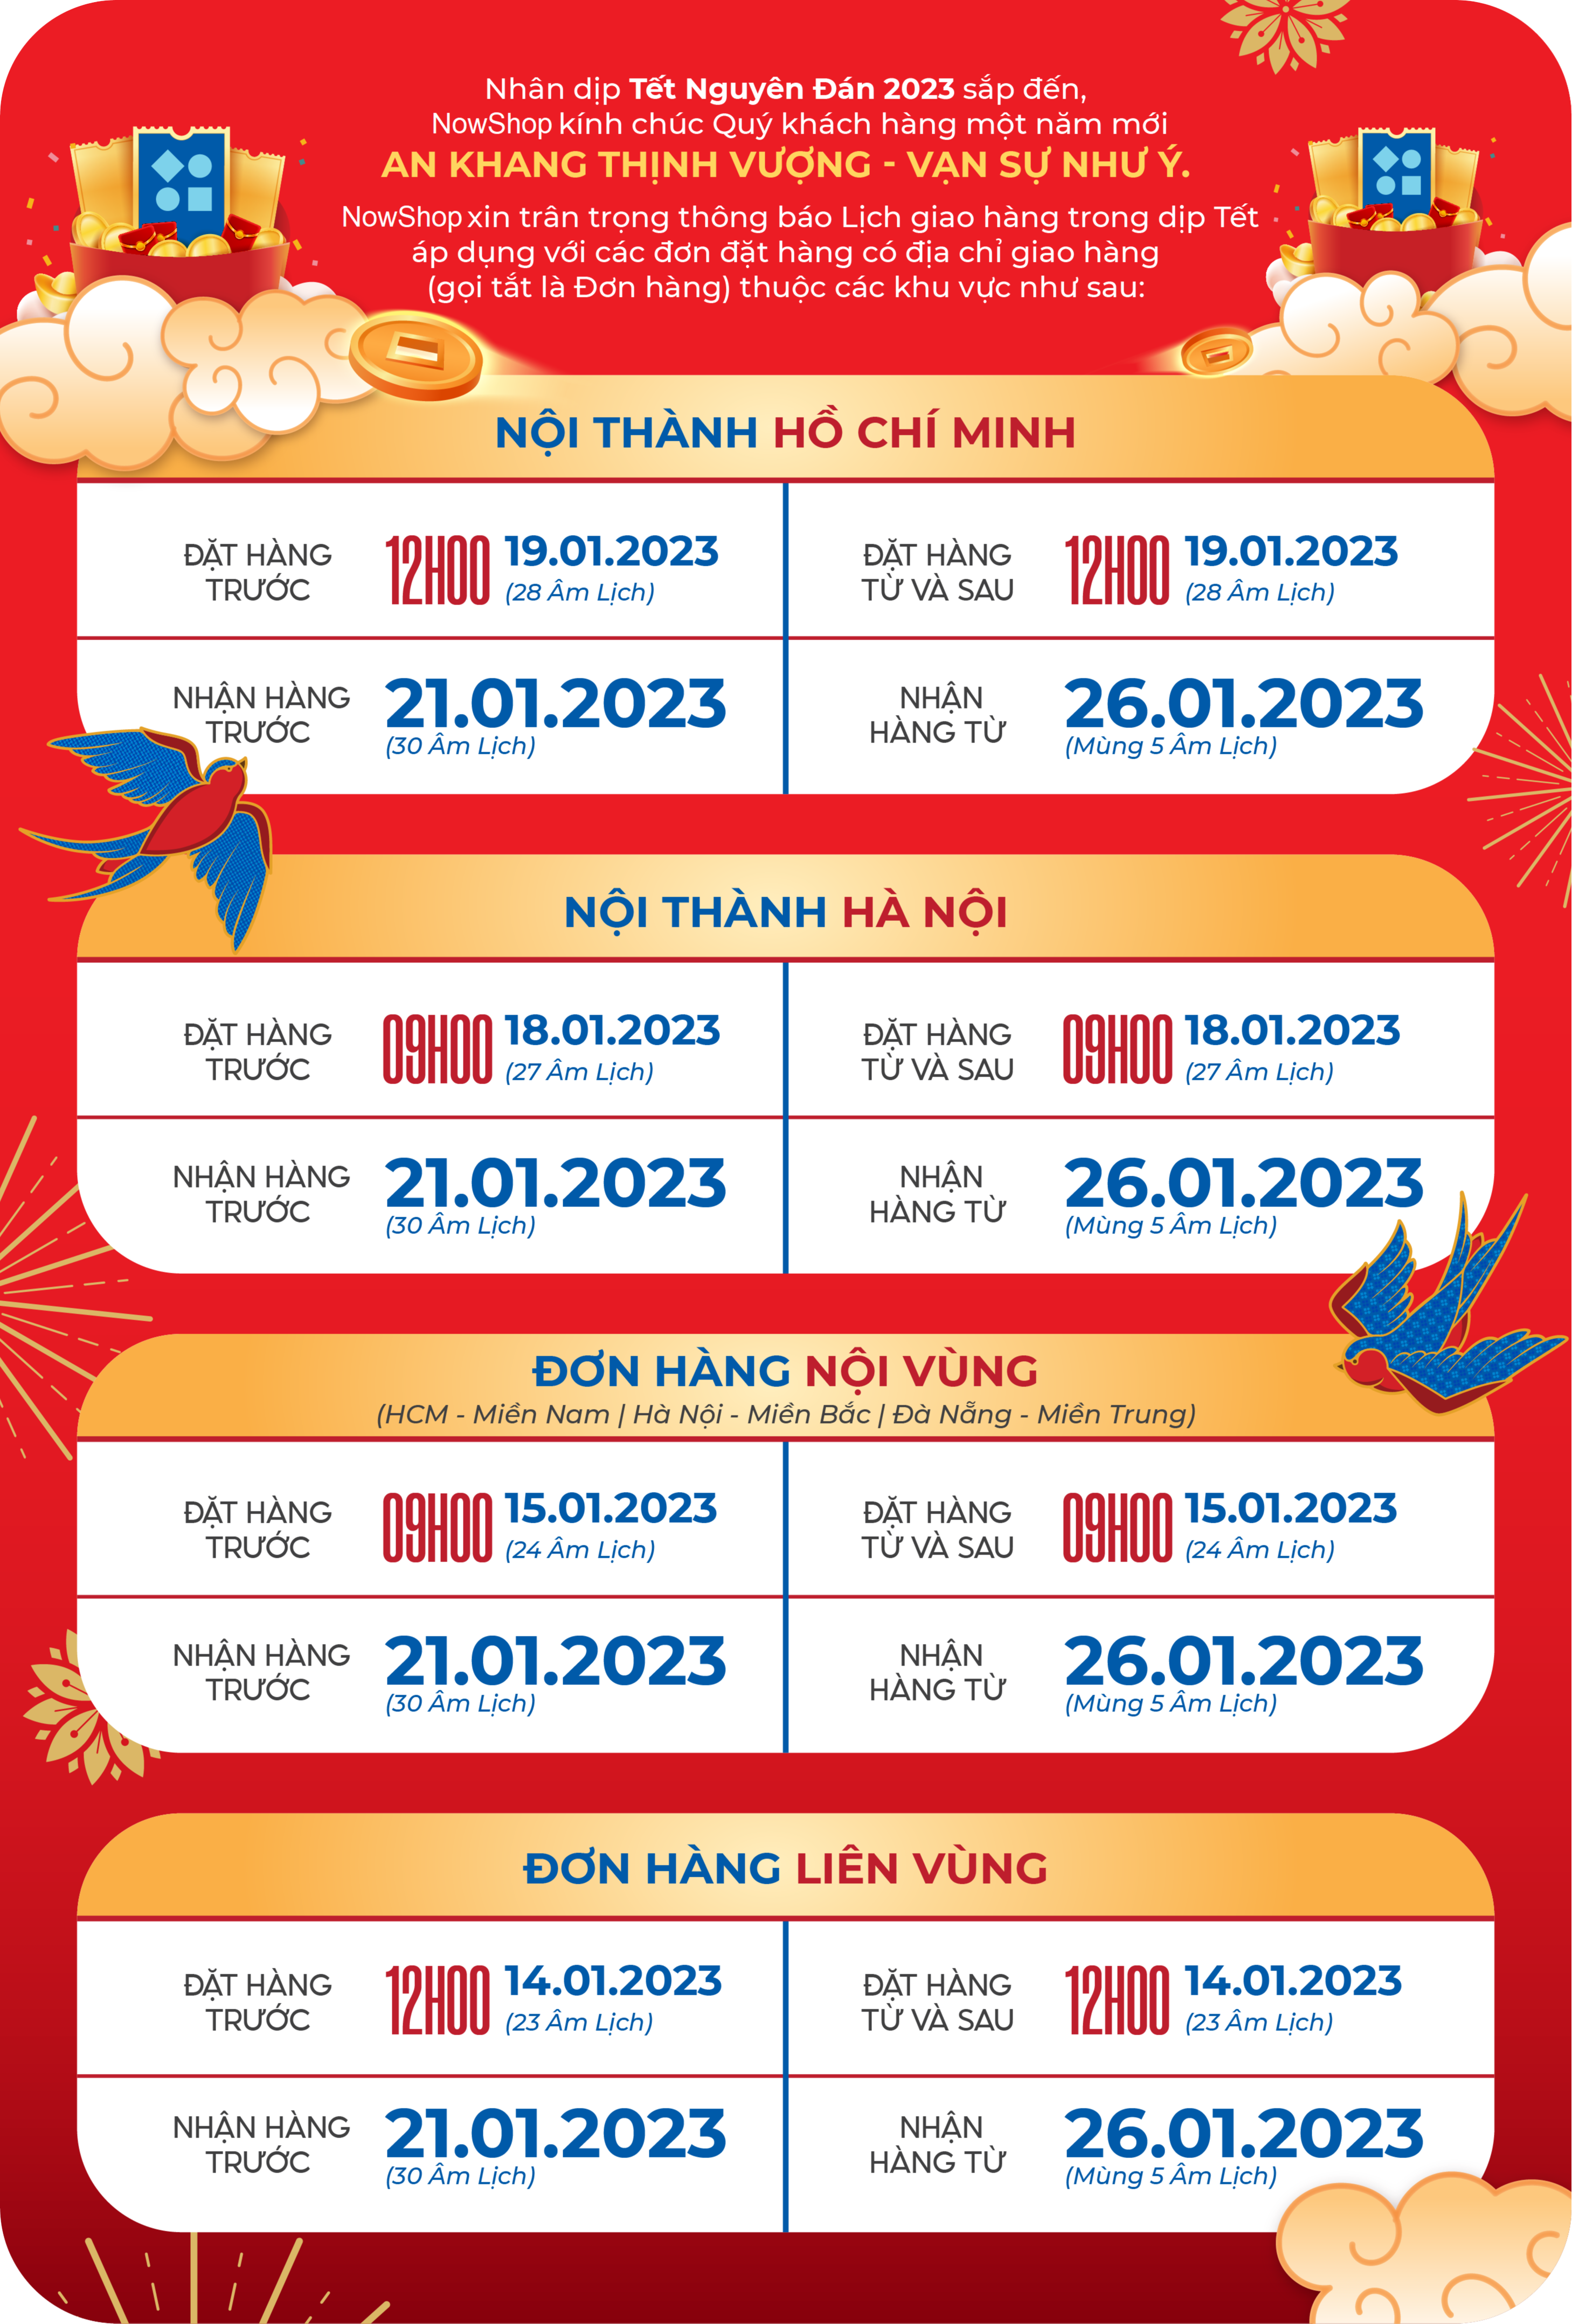 Nhân dịp Tết Nguyên Đán 2023 sắp đến,
NowShop kính chúc Quý khách hàng một năm mới
AN KHANG THỊNH VƯỢNG - VẠN SỰ NHƯ Ý.
NowShop xin trân trọng thông báo Lịch giao hàng trong dịp Tết
áp dụng với các đơn đặt hàng có địa chỉ giao hàng
(gọi tắt là Đơn hàng) thuộc các khu vực như sau:
NỘI THÀNH HỒ CHÍ MINH
ĐẶT HÀNG
TRƯỚC
12H00
19.01.2023
(28 Âm Lịch)
ĐẶT HÀNG
TỪ VÀ SAU
12H00
19.01.2023
(28 Âm Lịch)
NHẬN HÀNG
TRƯỚC
21.01.2023
(30 Âm Lịch)
NHẬN
HÀNG TỪ
26.01.2023
(Mùng 5 Âm Lịch)
NỘI THÀNH HÀ NỘI
ĐẶT HÀNG
TRƯỚC
09H00
18.01.2023
(27 Âm Lịch)
ĐẶT HÀNG
TỪ VÀ SAU
09H00
18.01.2023
(27 Âm Lịch)
NHẬN HÀNG
TRƯỚC
21.01.2023
(30 Âm Lịch)
NHẬN
HÀNG TỪ
26.01.2023
(Mùng 5 Âm Lịch)
ĐƠN HÀNG NỘI VÙNG
(HCM - Miền Nam | Hà Nội - Miền Bắc | Đà Nẵng - Miền Trung)
ĐẶT HÀNG
TRƯỚC
09H00
15.01.2023
(24 Âm Lịch)
ĐẶT HÀNG
TỪ VÀ SAU
09H00
15.01.2023
(24 Âm Lịch)
NHẬN HÀNG
TRƯỚC
21.01.2023
(30 Âm Lịch)
NHẬN
HÀNG TỪ
26.01.2023
(Mùng 5 Âm Lịch)
ĐƠN HÀNG LIÊN VÙNG
ĐẶT HÀNG
TRƯỚC
12H00
14.01.2023
(23 Âm Lịch)
ĐẶT HÀNG
TỪ VÀ SAU
12H00
14.01.2023
(23 Âm Lịch)
NHẬN HÀNG
TRƯỚC
21.01.2023
(30 Âm Lịch)
NHẬN
HÀNG TỪ
26.01.2023
(Mùng 5 Âm Lịch)